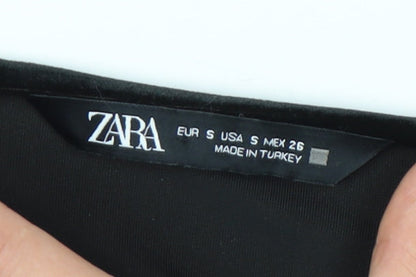 ZARA
EUR S USA S MEX 26
MADE IN TURKEY